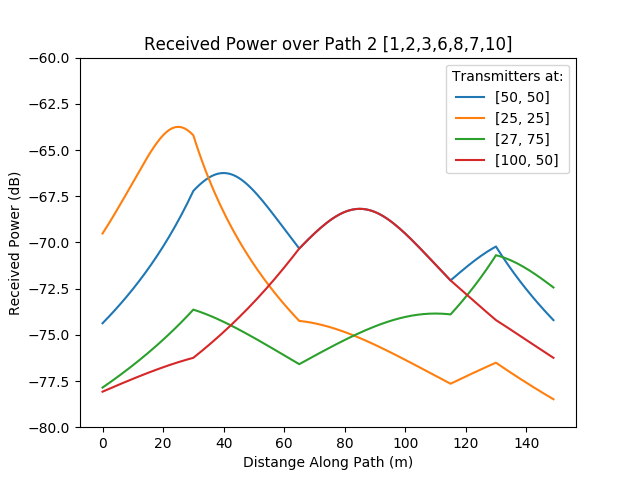 Received Power over Path 2 [1,2,3,6,8,7,10]
Received Power (dB)
−60.0
−62.5
−65.0
−67.5
−70.0
−72.5
−75.0
−77.5
−80.0
Transmitters at:
[50, 50]
[25, 25]
[27, 75]
[100, 50]
0 20 40 60 80 100 120 140
Distange Along Path (m)